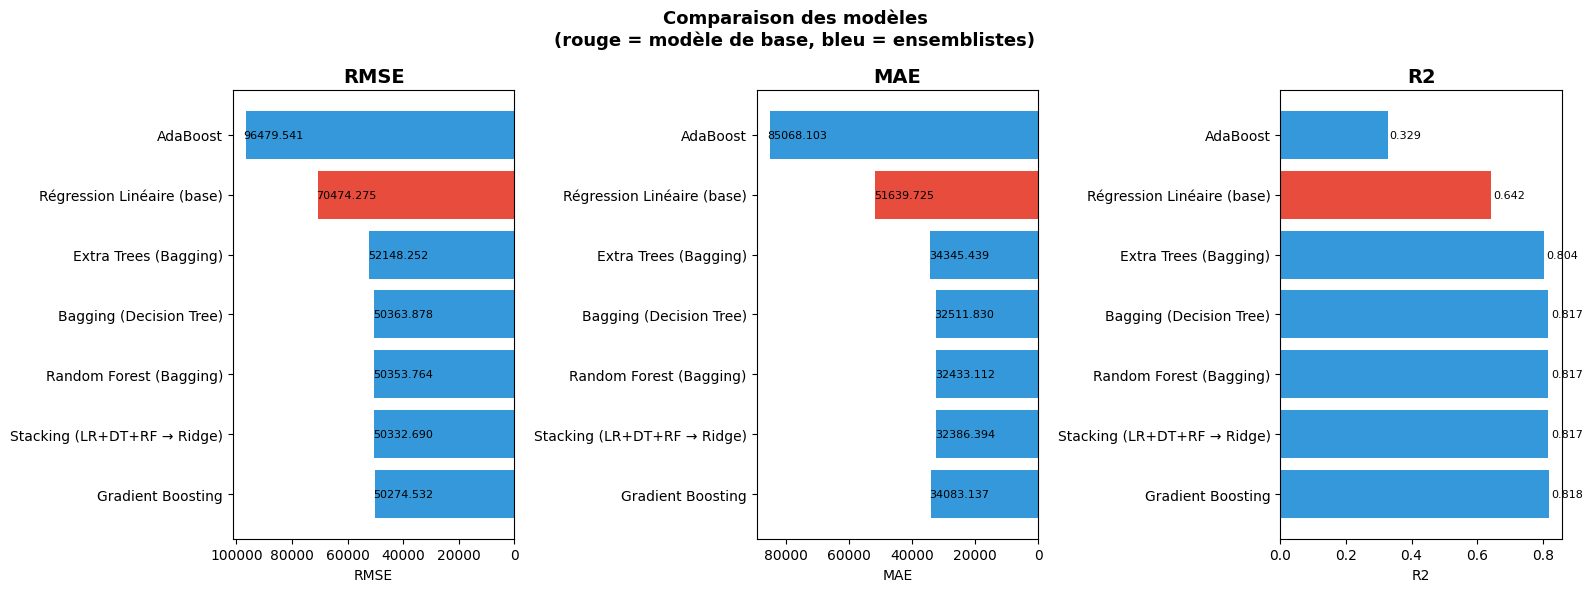 Comparaison des modèles
(rouge = modèle de base, bleu = ensemblistes)
RMSE
AdaBoost
96479.541
Régression Linéaire (base)
70474.275
Extra Trees (Bagging)
52148.252
Bagging (Decision Tree)
50363.878
Random Forest (Bagging)
50353.764
Stacking (LR+DT+RF → Ridge)
50332.690
Gradient Boosting
50274.532
100000 80000 60000 40000 20000 0
RMSE
MAE
AdaBoost
85068.103
Régression Linéaire (base)
51639.725
Extra Trees (Bagging)
34345.439
Bagging (Decision Tree)
32511.830
Random Forest (Bagging)
32433.112
Stacking (LR+DT+RF → Ridge)
32386.394
Gradient Boosting
34083.137
80000 60000 40000 20000 0
MAE
R2
AdaBoost
0.329
Régression Linéaire (base)
0.642
Extra Trees (Bagging)
0.804
Bagging (Decision Tree)
0.817
Random Forest (Bagging)
0.817
Stacking (LR+DT+RF → Ridge)
0.817
Gradient Boosting
0.818
0.0 0.2 0.4 0.6 0.8
R2